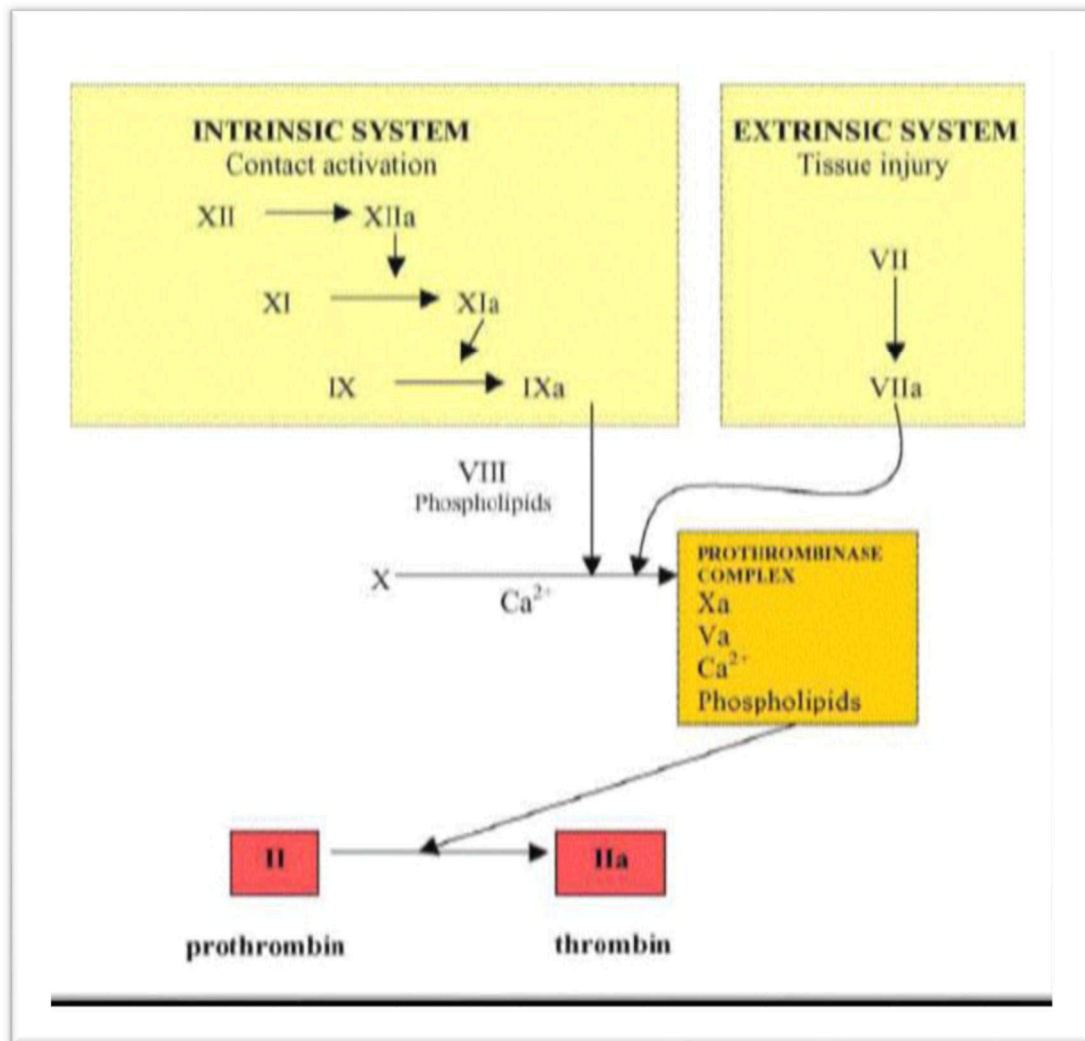 INTRINSIC SYSTEM
Contact activation
XII XIIa
XI XIa
IX IXa
EXTRINSIC SYSTEM
Tissue injury
VII
VIIa
VIII
Phospholipids
X
Ca²⁺
PROTHROMBINASE
COMPLEX
Xa
Va
Ca²⁺
Phospholipids
II IIa
prothrombin thrombin